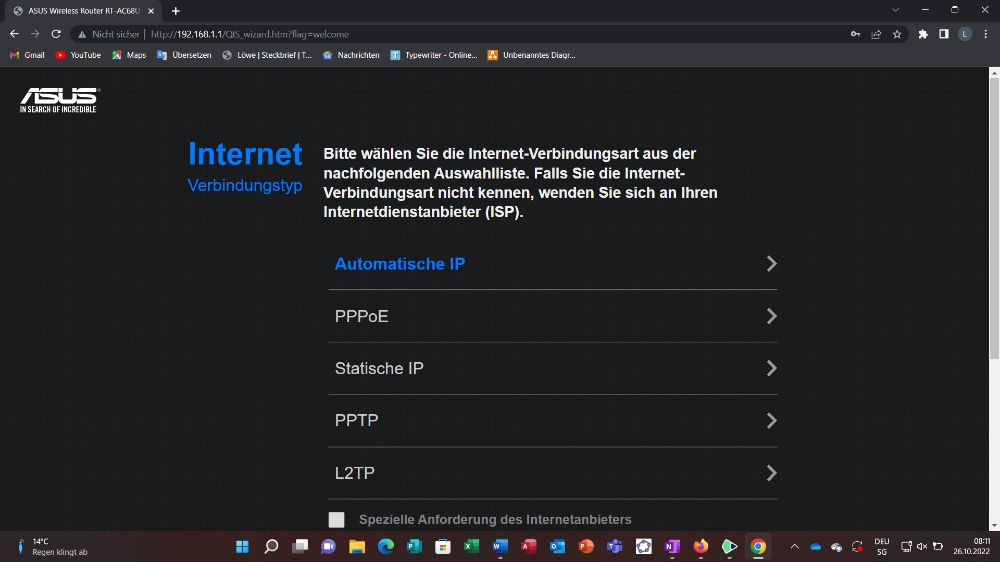 ASUS Wireless Router RT-AC68U
Nicht sicher | http://192.168.1.1/QIS_wizard.htm?flag=welcome
L
Gmail YouTube Maps Übersetzen Löwe | Steckbrief | T... Nachrichten Typewriter - Online... Unbenanntes Diagr...
ASUS
IN SEARCH OF INCREDIBLE
Internet
Verbindungstyp
Bitte wählen Sie die Internet-Verbindungsart aus der
nachfolgenden Auswahlliste. Falls Sie die Internet-
Verbindungsart nicht kennen, wenden Sie sich an Ihren
Internetdienstanbieter (ISP).
Automatische IP
PPPoE
Statische IP
PPTP
L2TP
Spezielle Anforderung des Internetanbieters
14°C
Regen klingt ab
DEU
SG
08:11
26.10.2022